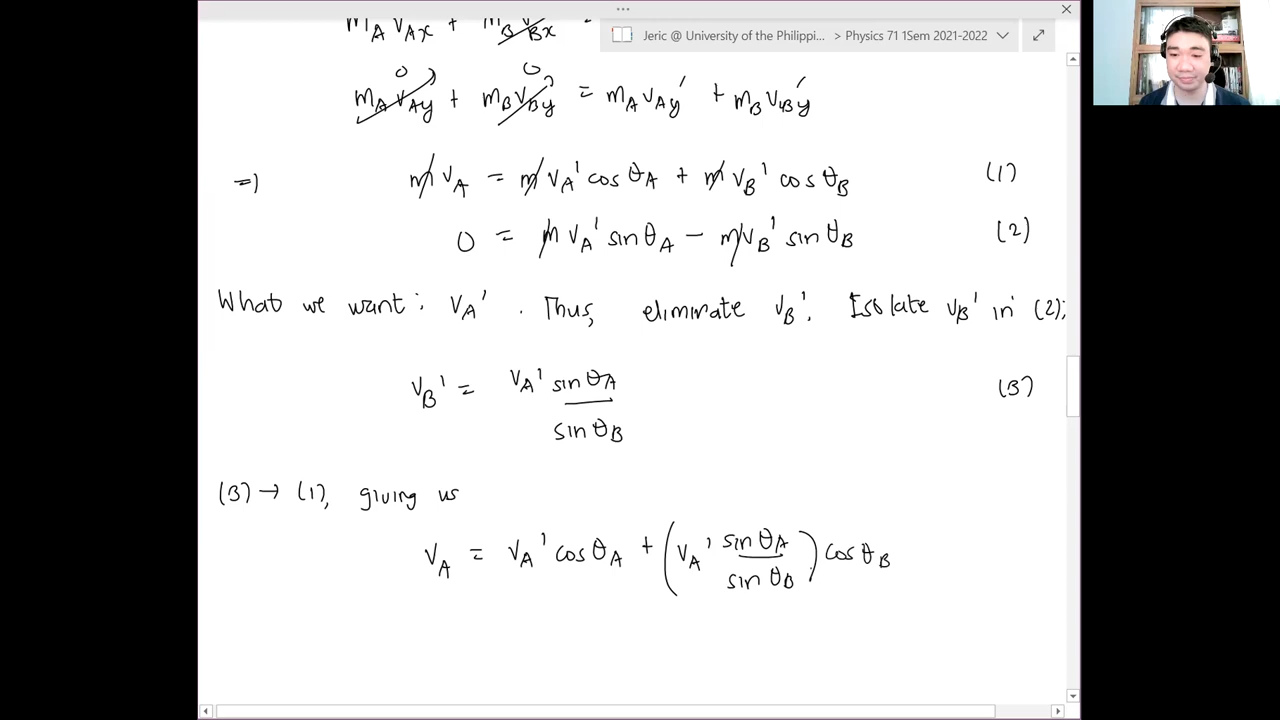 m_A v_Ax + m_B v_Bx =
Jeric @ University of the Philippi... > Physics 71 1Sem 2021-2022
0 0
m_A v_Ay + m_B v_By = m_A v_Ay' + m_B v_By'
⇒ m v_A = m v_A' cos θ_A + m v_B' cos θ_B (1)
0 = m v_A' sin θ_A − m v_B' sin θ_B (2)
What we want: v_A'. Thus, eliminate v_B'. Isolate v_B' in (2);
v_B' = v_A' sin θ_A / sin θ_B (3)
(3) → (1), giving us
v_A = v_A' cos θ_A + (v_A' sin θ_A / sin θ_B) cos θ_B